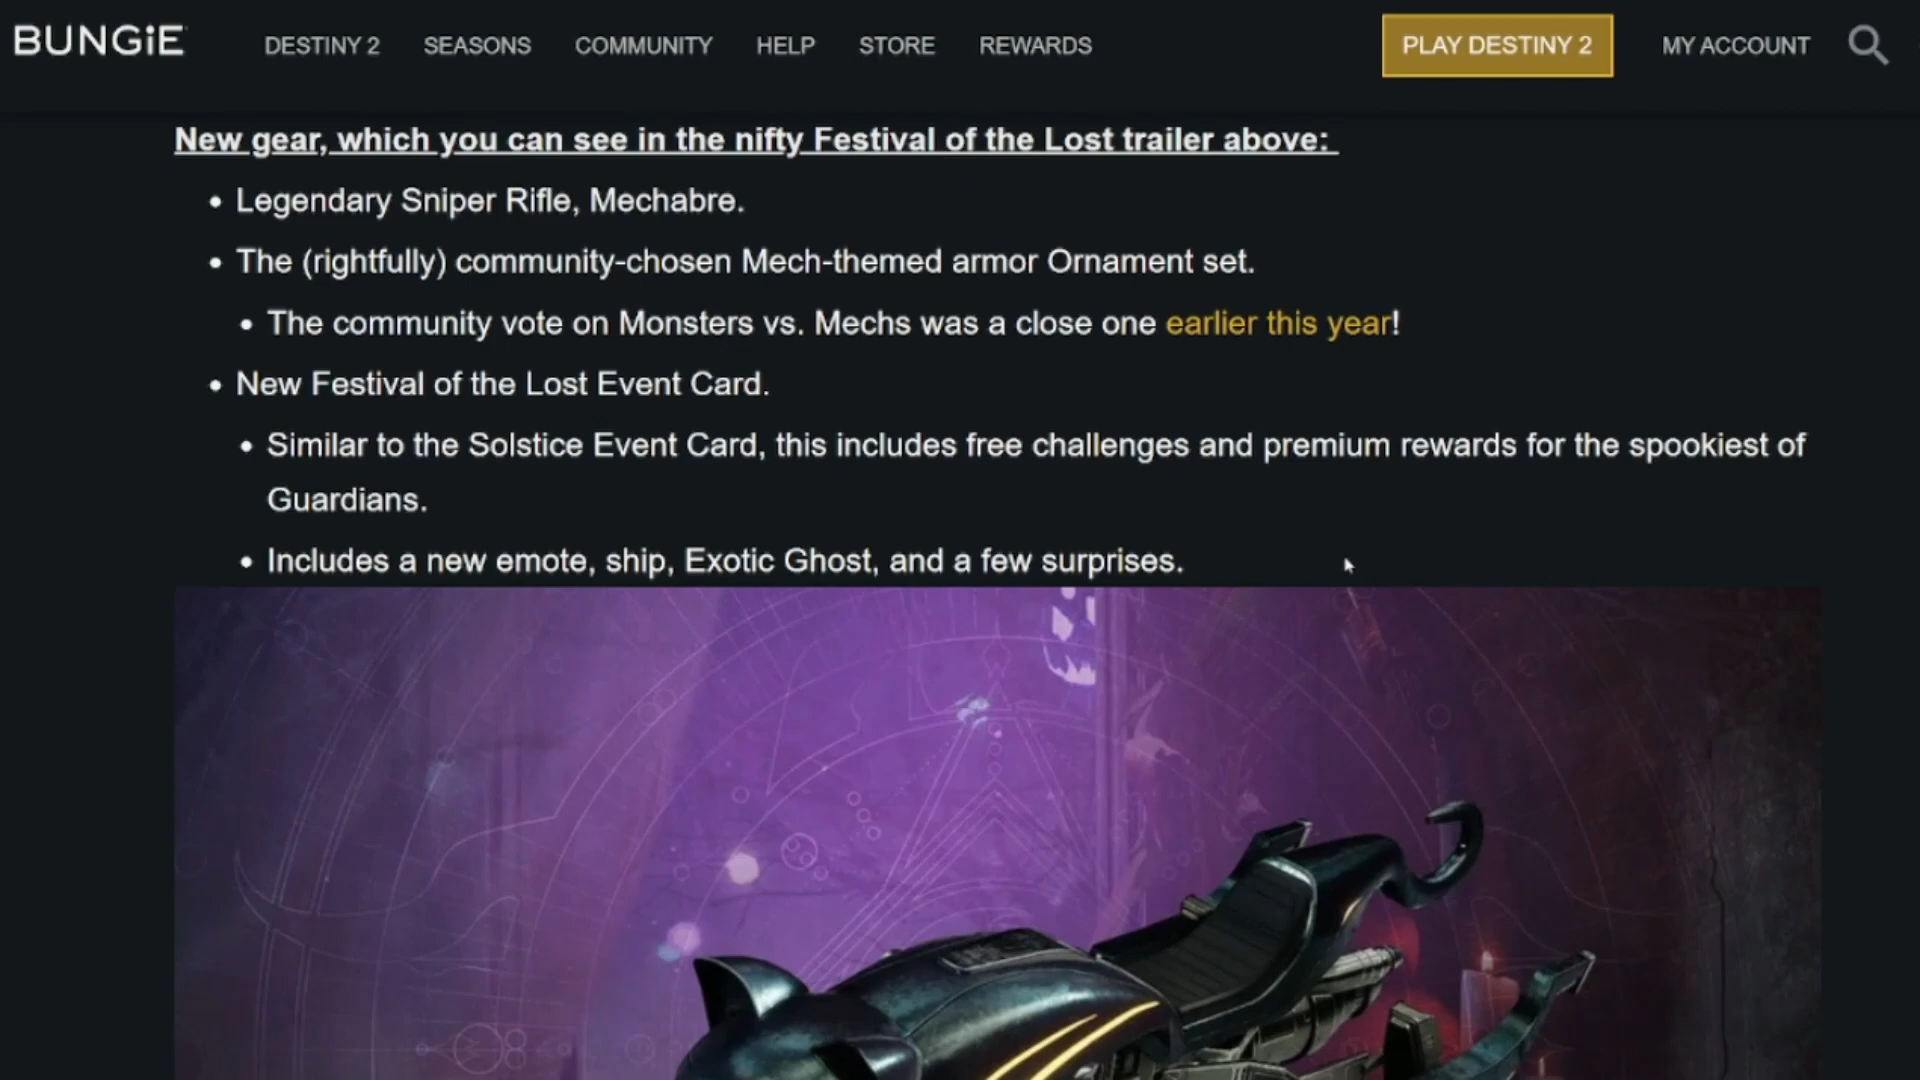 BUNGiE
DESTINY 2 SEASONS COMMUNITY HELP STORE REWARDS PLAY DESTINY 2 MY ACCOUNT
New gear, which you can see in the nifty Festival of the Lost trailer above:
• Legendary Sniper Rifle, Mechabre.
• The (rightfully) community-chosen Mech-themed armor Ornament set.
• The community vote on Monsters vs. Mechs was a close one earlier this year!
• New Festival of the Lost Event Card.
• Similar to the Solstice Event Card, this includes free challenges and premium rewards for the spookiest of
Guardians.
• Includes a new emote, ship, Exotic Ghost, and a few surprises.